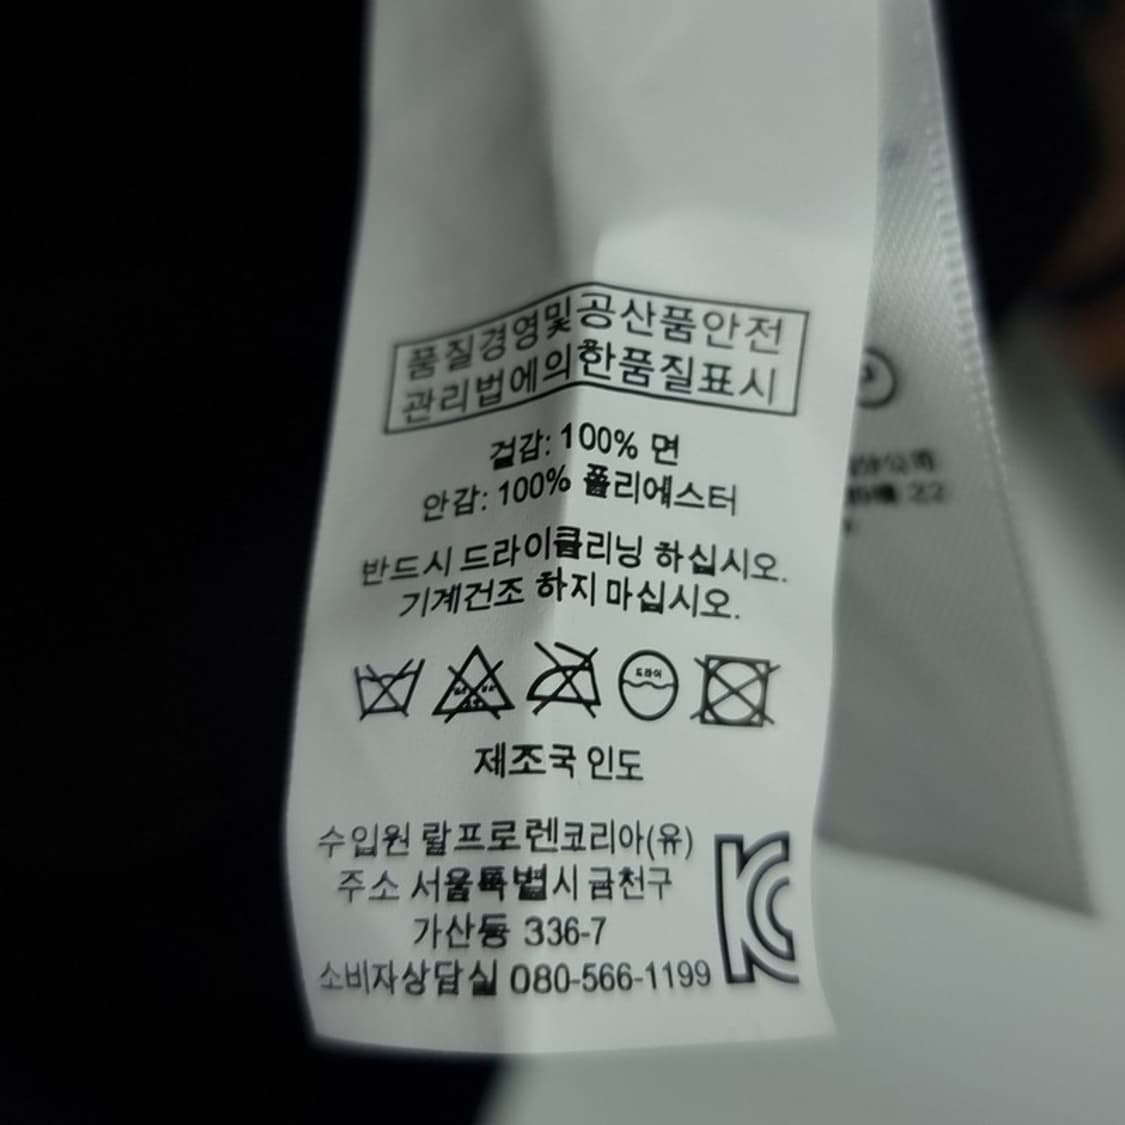 품질경영및공산품안전
관리법에의한품질표시
겉감: 100% 면
안감: 100% 폴리에스터
반드시 드라이클리닝 하십시오.
기계건조 하지 마십시오.
드라이
제조국 인도
수입원 랄프로렌코리아(유)
주소 서울특별시 금천구
가산동 336-7
소비자상담실 080-566-1199
KC